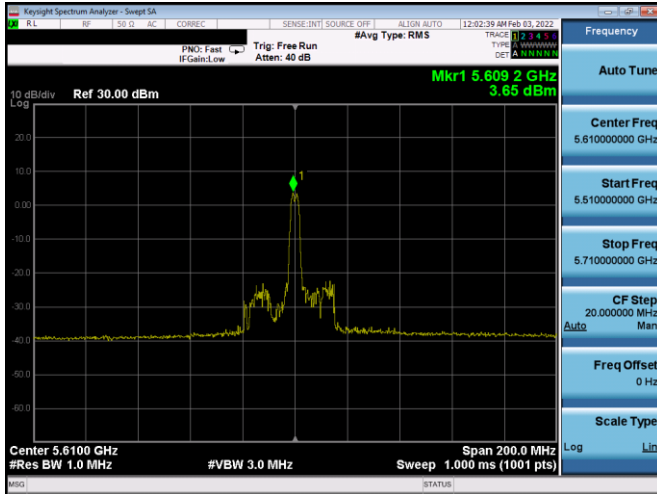 Keysight Spectrum Analyzer - Swept SA
RL RF 50 Ω AC CORREC SENSE:INT SOURCE OFF ALIGN AUTO 12:02:39 AM Feb 03, 2022
#Avg Type: RMS TRACE 1 2 3 4 5 6
PNO: Fast Trig: Free Run TYPE A WWWWW
IFGain:Low Atten: 40 dB DET A N N N N N
Mkr1 5.609 2 GHz
3.65 dBm
10 dB/div Ref 30.00 dBm
Log
20.0
10.0
0.00
-10.0
-20.0
-30.0
-40.0
-50.0
-60.0
1
Center 5.6100 GHz Span 200.0 MHz
#Res BW 1.0 MHz #VBW 3.0 MHz Sweep 1.000 ms (1001 pts)
MSG STATUS
Frequency
Auto Tune
Center Freq
5.610000000 GHz
Start Freq
5.510000000 GHz
Stop Freq
5.710000000 GHz
CF Step
20.000000 MHz
Auto Man
Freq Offset
0 Hz
Scale Type
Log Lin